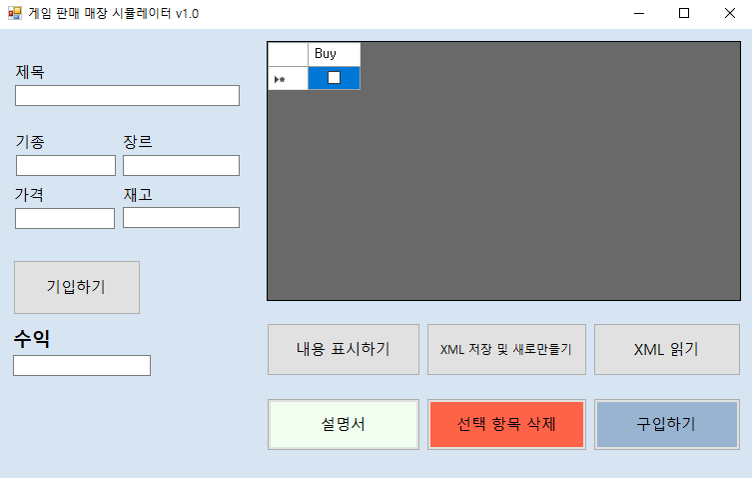 게임 판매 매장 시뮬레이터 v1.0
제목
기종 장르
가격 재고
기입하기
수익
Buy
내용 표시하기 XML 저장 및 새로만들기 XML 읽기
설명서 선택 항목 삭제 구입하기